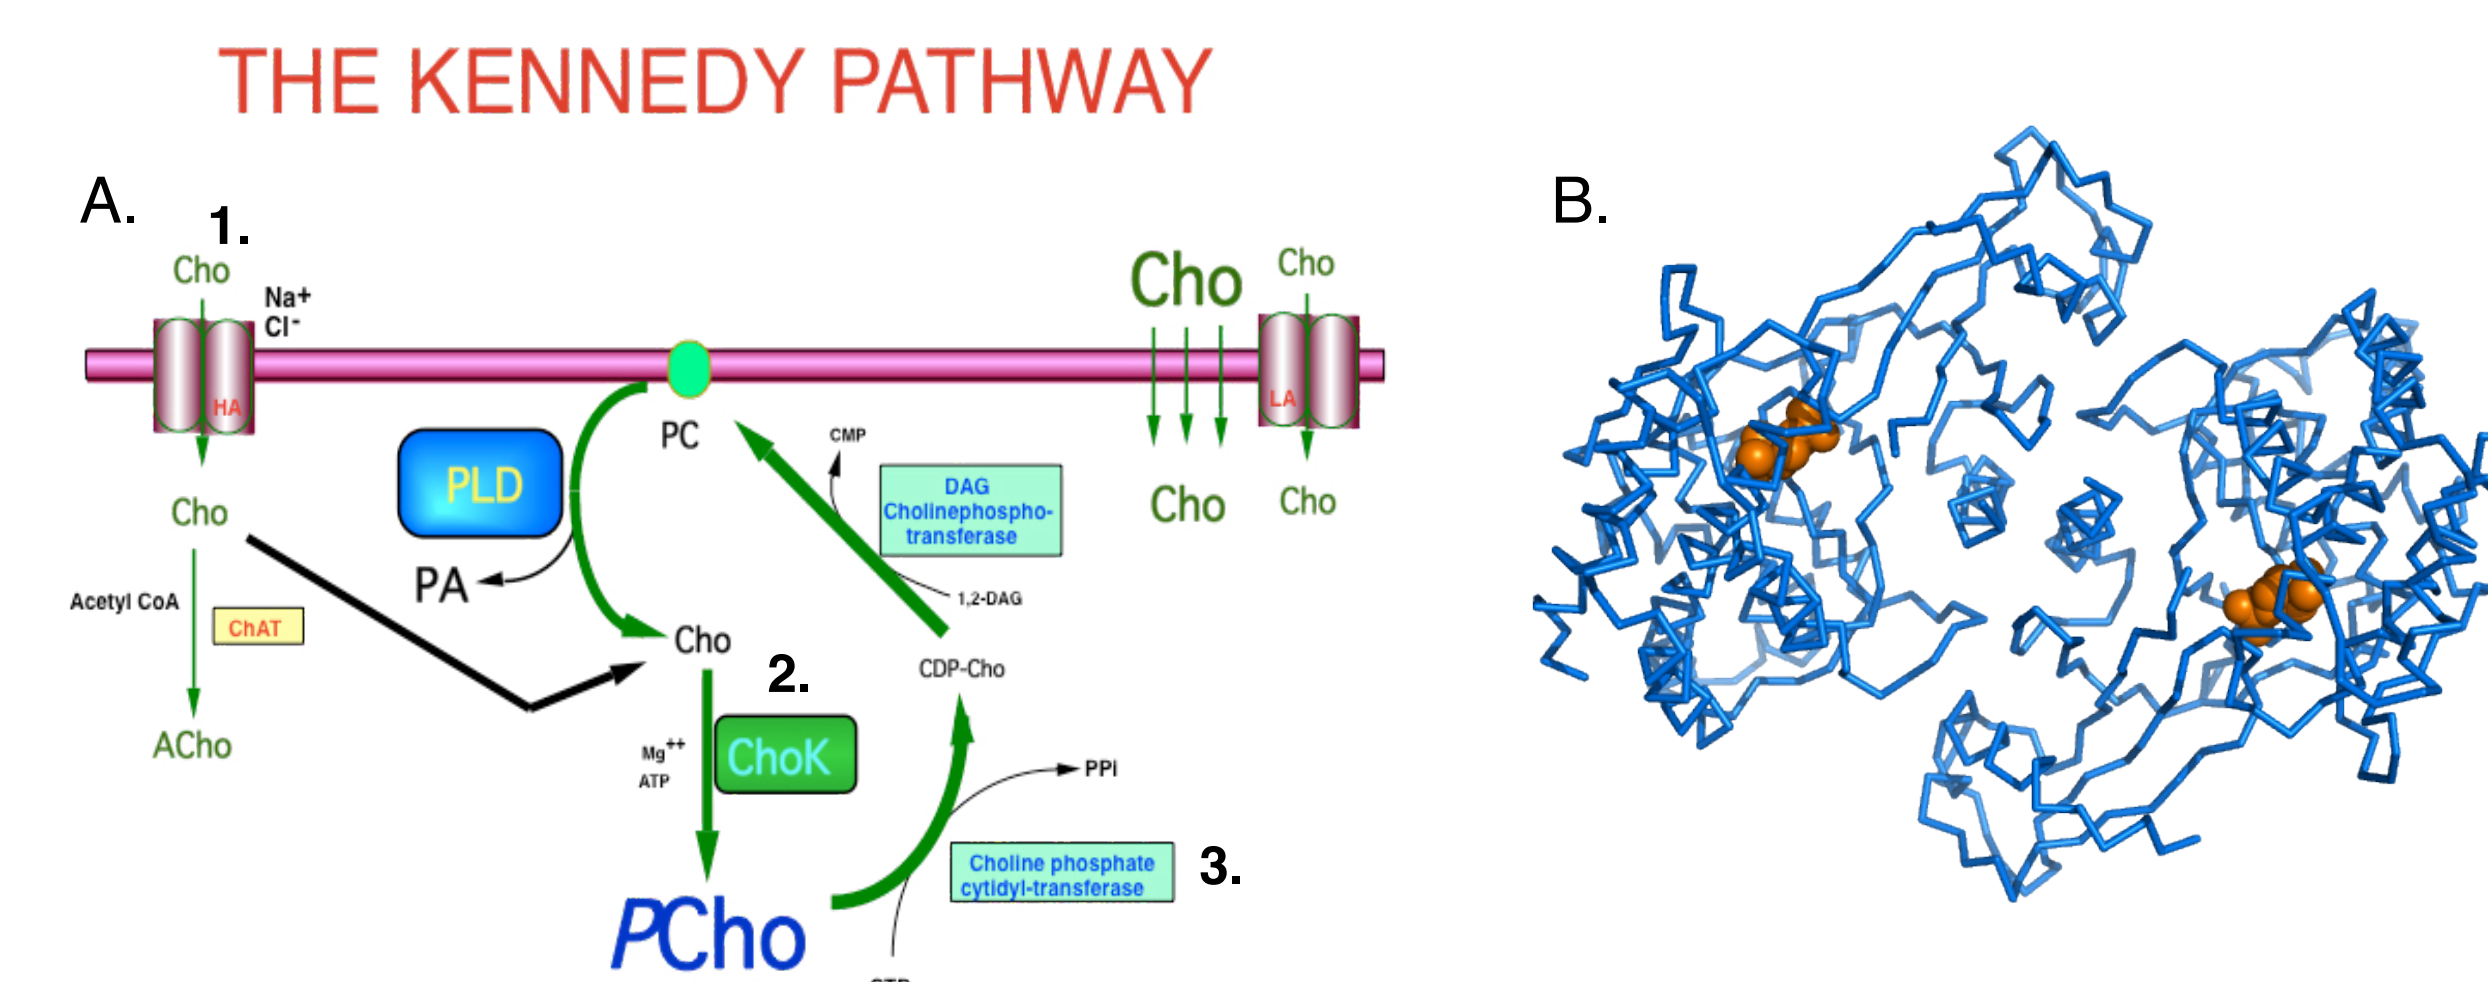 THE KENNEDY PATHWAY
A.
1.
B.
Cho
Na+
Cl-
HA
Cho
Cho
LA
PC
CMP
PLD
DAG
Cholinephospho-
transferase
Cho
Cho
Cho
PA
1,2-DAG
Acetyl CoA
ChAT
Cho
2.
CDP-Cho
ACho
Mg++
ATP
ChoK
PPi
Choline phosphate
cytidyl-transferase
3.
PCho